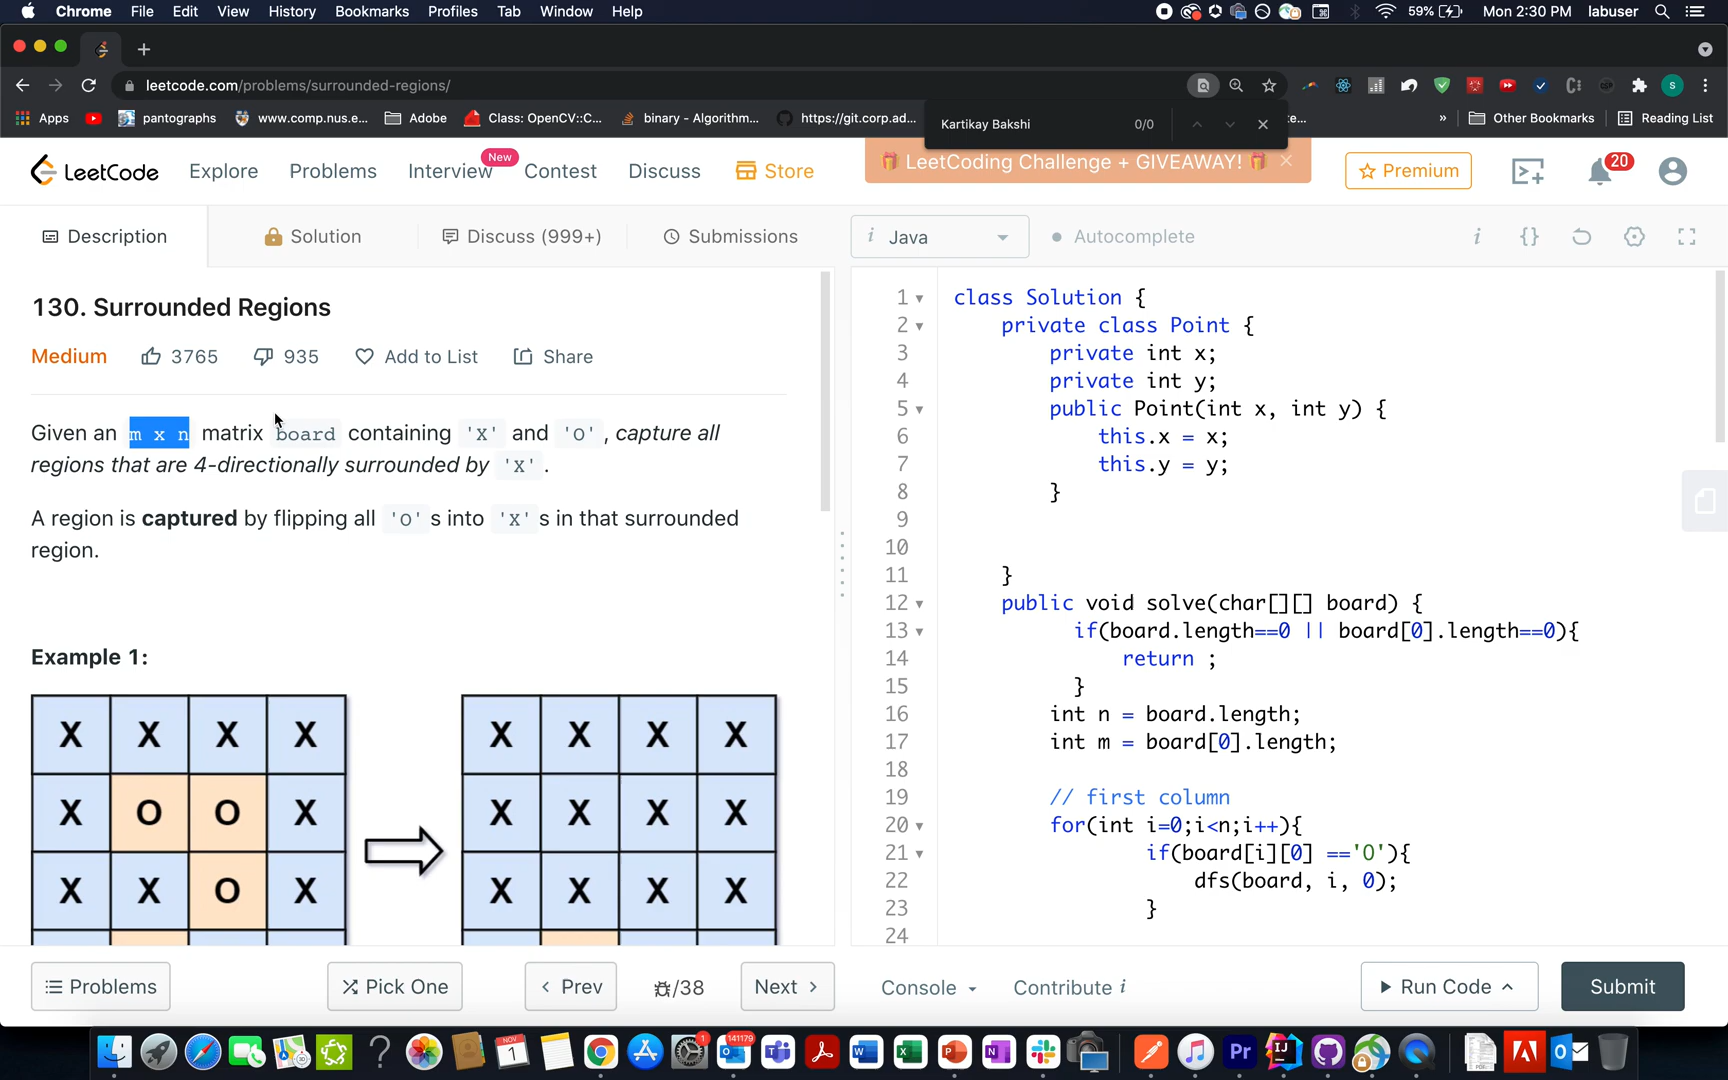 Chrome File Edit View History Bookmarks Profiles Tab Window Help 59% Mon 2:30 PM labuser
leetcode.com/problems/surrounded-regions/
Apps pantographs www.comp.nus.e... Adobe Class: OpenCV::C... binary - Algorithm... https://git.corp.ad... e... » Other Bookmarks Reading List
Kartikay Bakshi 0/0
LeetCode Explore Problems Interview New Contest Discuss Store LeetCoding Challenge + GIVEAWAY! Premium 20
Description Solution Discuss (999+) Submissions
i Java Autocomplete i {}
130. Surrounded Regions
Medium 3765 935 Add to List Share
Given an m x n matrix board containing 'X' and 'O', capture all
regions that are 4-directionally surrounded by 'X'.
A region is captured by flipping all 'O's into 'X's in that surrounded
region.
Example 1:
X X X X X X X X
X O O X X X X X
X X O X X X X X
1 class Solution {
2 private class Point {
3 private int x;
4 private int y;
5 public Point(int x, int y) {
6 this.x = x;
7 this.y = y;
8 }
9
10
11 }
12 public void solve(char[][] board) {
13 if(board.length==0 || board[0].length==0){
14 return ;
15 }
16 int n = board.length;
17 int m = board[0].length;
18
19 // first column
20 for(int i=0;i<n;i++){
21 if(board[i][0] =='O'){
22 dfs(board, i, 0);
23 }
24
Problems Pick One < Prev /38 Next > Console Contribute i Run Code Submit
NOV 1 1 141179